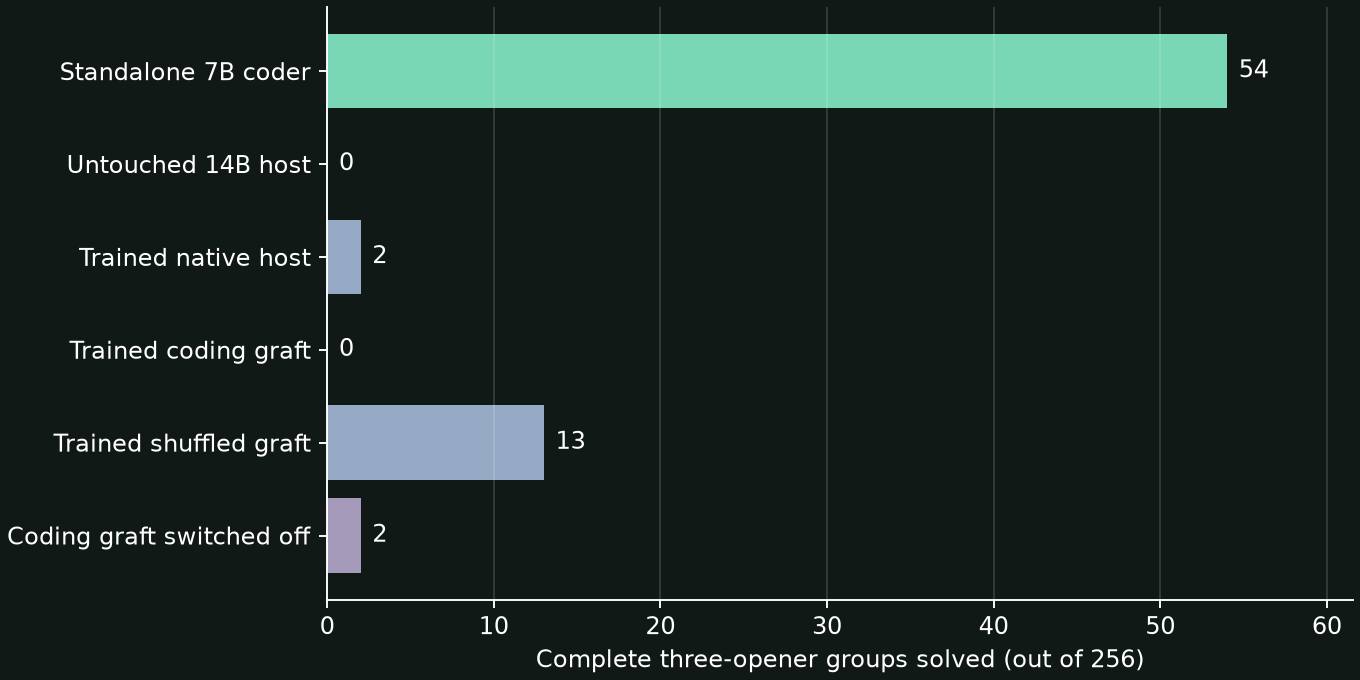 Standalone 7B coder
54
Untouched 14B host
0
Trained native host
2
Trained coding graft
0
Trained shuffled graft
13
Coding graft switched off
2
0 10 20 30 40 50 60
Complete three-opener groups solved (out of 256)